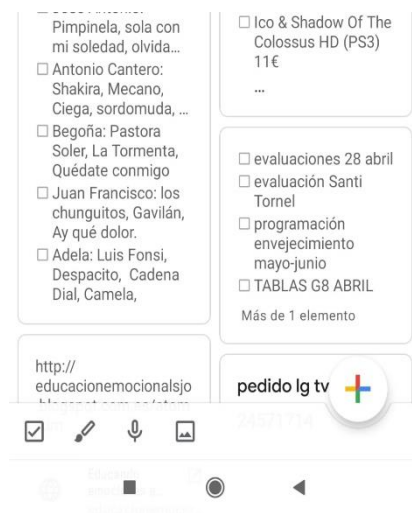 Pimpinela, sola con
mi soledad, olvida...
Antonio Cantero:
Shakira, Mecano,
Ciega, sordomuda, ...
Begoña: Pastora
Soler, La Tormenta,
Quédate conmigo
Juan Francisco: los
chunguitos, Gavilán,
Ay qué dolor.
Adela: Luis Fonsi,
Despacito, Cadena
Dial, Camela,
http://
educacionemocionalsjo
Ico & Shadow Of The
Colossus HD (PS3)
11€
...
evaluaciones 28 abril
evaluación Santi
Tornel
programación
envejecimiento
mayo-junio
TABLAS G8 ABRIL
Más de 1 elemento
pedido lg tv